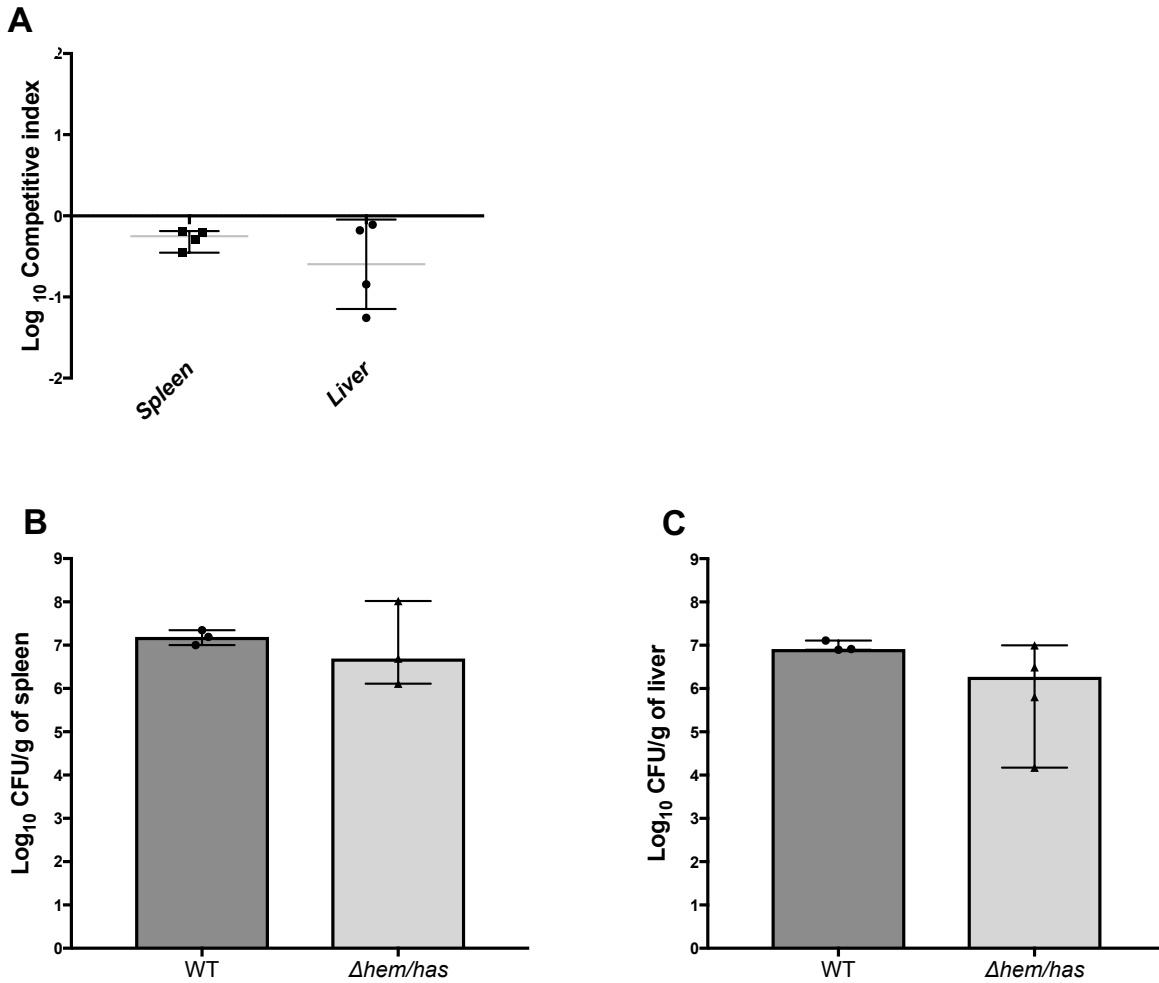 A
Log 10 Competitive index
2
1
0
-1
-2
Spleen
Liver
B
Log10 CFU/g of spleen
9
8
7
6
5
4
3
2
1
0
WT
Δhem/has
C
Log10 CFU/g of liver
9
8
7
6
5
4
3
2
1
0
WT
Δhem/has